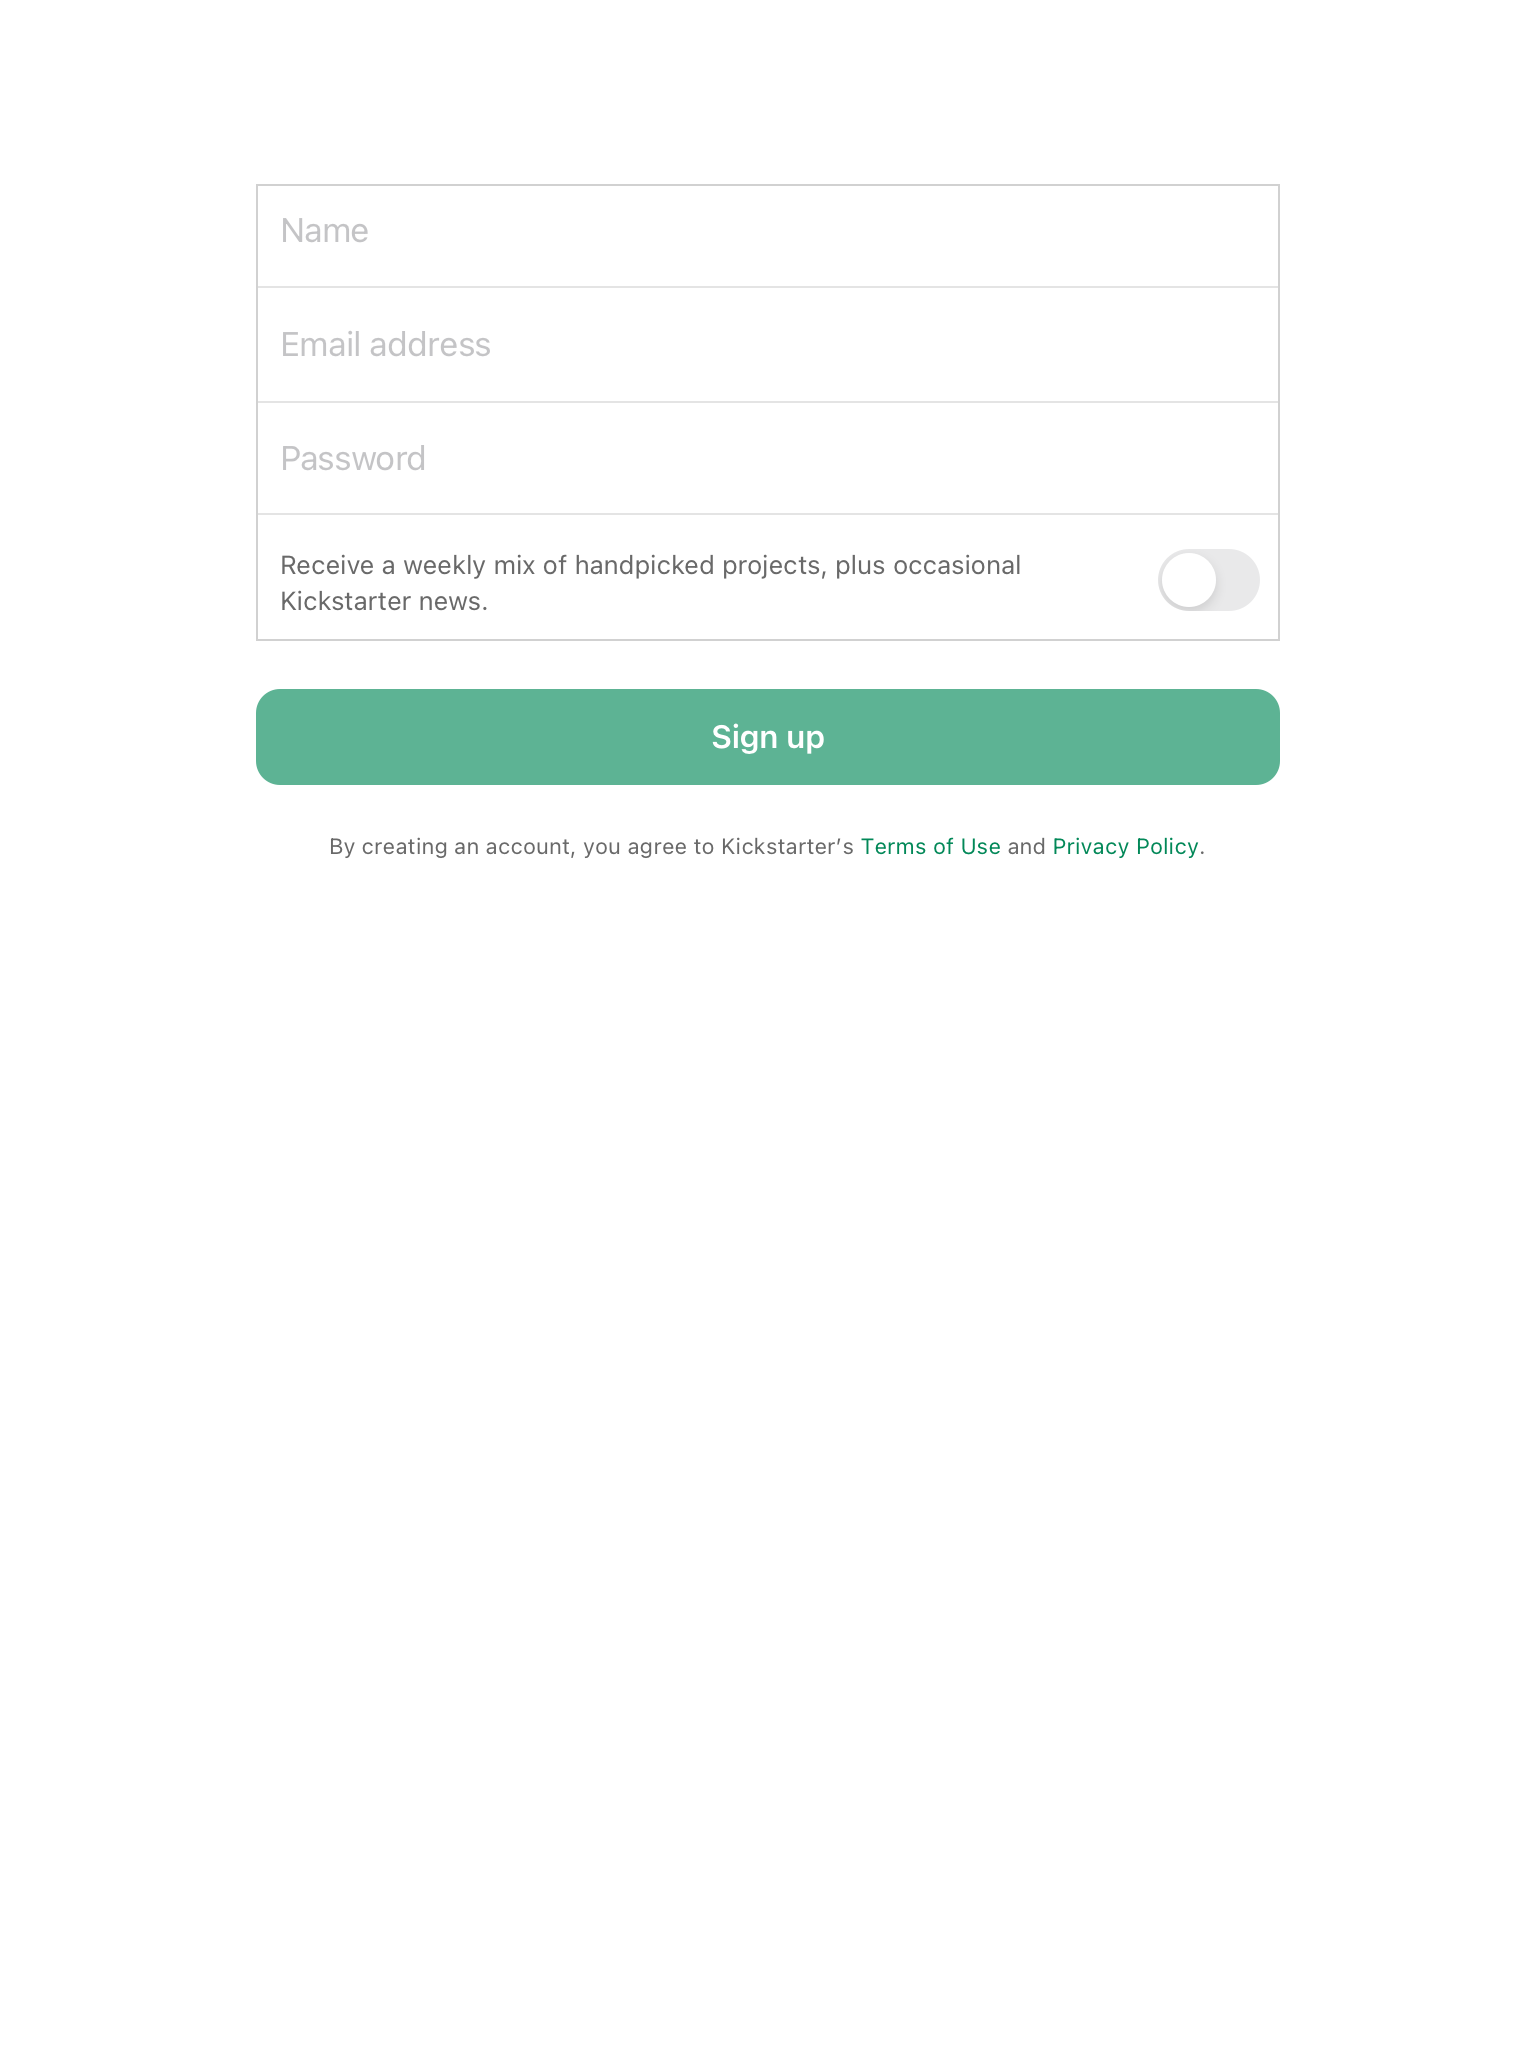 Name
Email address
Password
Receive a weekly mix of handpicked projects, plus occasional
Kickstarter news.
Sign up
By creating an account, you agree to Kickstarter’s Terms of Use and Privacy Policy.